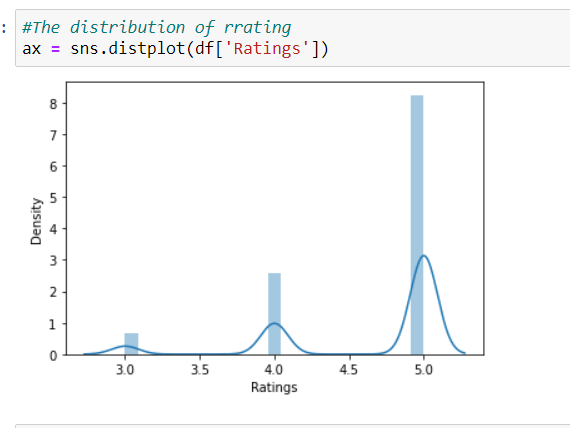 : #The distribution of rrating
ax = sns.distplot(df['Ratings'])
8
7
6
5
4
3
2
1
0
Density
3.0 3.5 4.0 4.5 5.0
Ratings